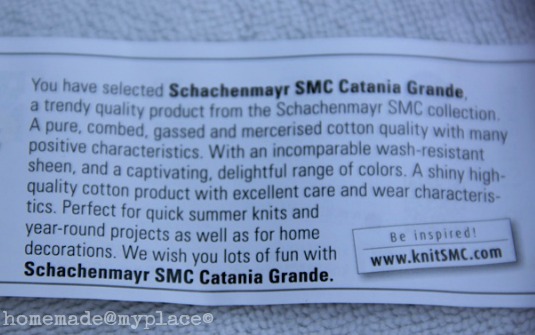 You have selected Schachenmayr SMC Catania Grande,
a trendy quality product from the Schachenmayr SMC collection.
A pure, combed, gassed and mercerised cotton quality with many
positive characteristics. With an incomparable wash-resistant
sheen, and a captivating, delightful range of colors. A shiny high-
quality cotton product with excellent care and wear characteris-
tics. Perfect for quick summer knits and
year-round projects as well as for home
decorations. We wish you lots of fun with
Schachenmayr SMC Catania Grande.
Be inspired!
www.knitSMC.com
homemade@myplace©